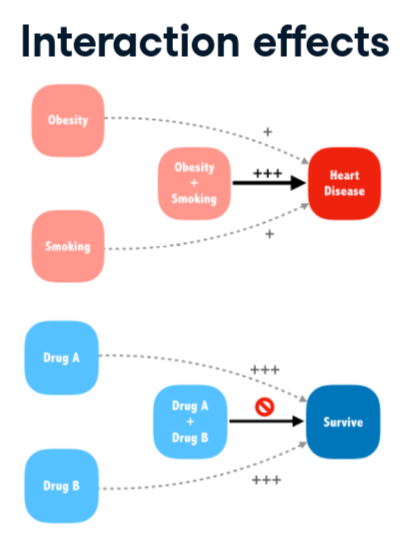 Interaction effects
Obesity
+
Obesity
+
Smoking
+++
Heart
Disease
Smoking
+
Drug A
+++
Drug A
+
Drug B
Survive
Drug B
+++